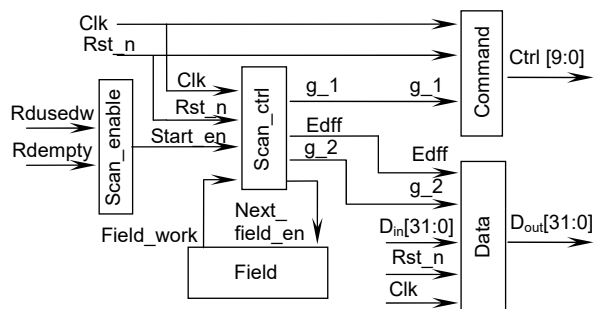 Clk
Rst_n
Ctrl [9:0]
Command
Clk
g_1
g_1
Rdusedw
Scan_enable
Rst_n
Scan_ctrl
Edff
Start_en
Edff
Rdempty
g_2
g_2
Next_
field_en
Field_work
D_in[31:0]
Data
D_out[31:0]
Field
Rst_n
Clk